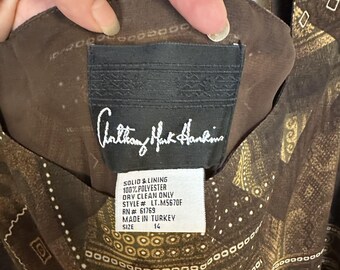 Anthony Mark Hankins
SOLID & LINING
100% POLYESTER
DRY CLEAN ONLY
STYLE# LT.M5670F
RN# 61769
MADE IN TURKEY
SIZE 14